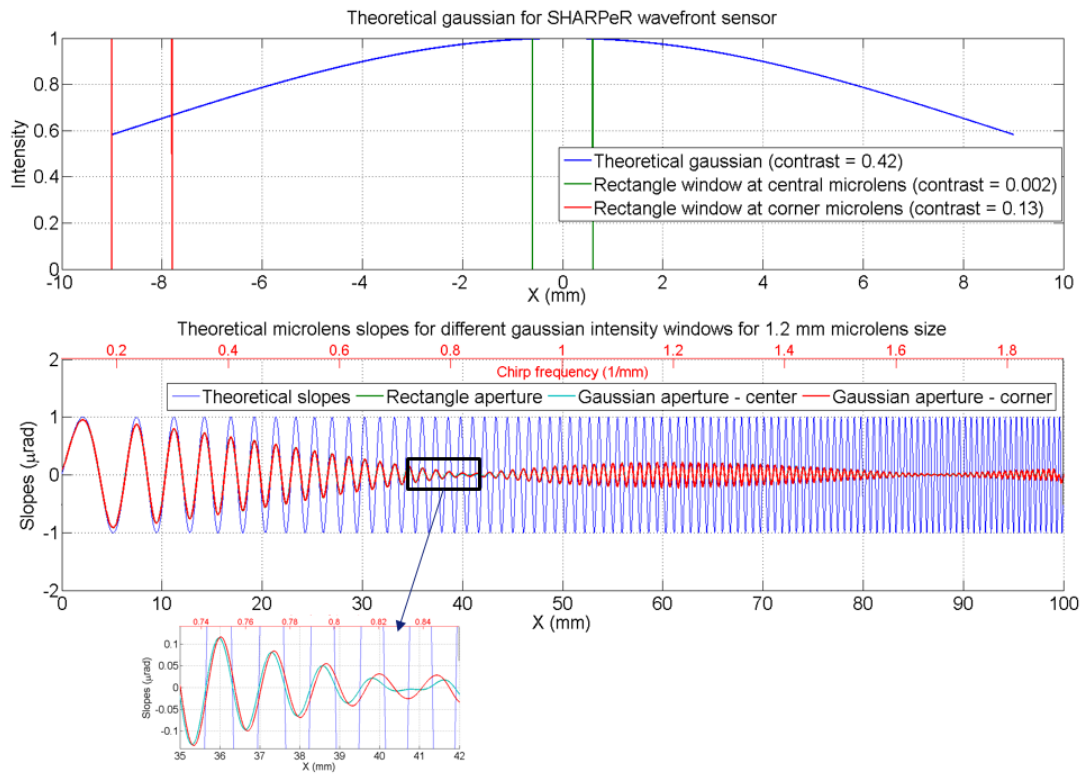 Theoretical gaussian for SHARPeR wavefront sensor
1
0.8
0.6
0.4
0.2
0
Intensity
Theoretical gaussian (contrast = 0.42)
Rectangle window at central microlens (contrast = 0.002)
Rectangle window at corner microlens (contrast = 0.13)
-10 -8 -6 -4 -2 0 2 4 6 8 10
X (mm)
Theoretical microlens slopes for different gaussian intensity windows for 1.2 mm microlens size
0.2 0.4 0.6 0.8 1 1.2 1.4 1.6 1.8
Chirp frequency (1/mm)
Theoretical slopes Rectangle aperture Gaussian aperture - center Gaussian aperture - corner
2
1
0
-1
-2
Slopes (μrad)
0 10 20 30 40 50 60 70 80 90 100
X (mm)
0.74 0.76 0.78 0.8 0.82 0.84
0.1
0.05
0
-0.05
-0.1
Slopes (μrad)
35 36 37 38 39 40 41 42
X (mm)